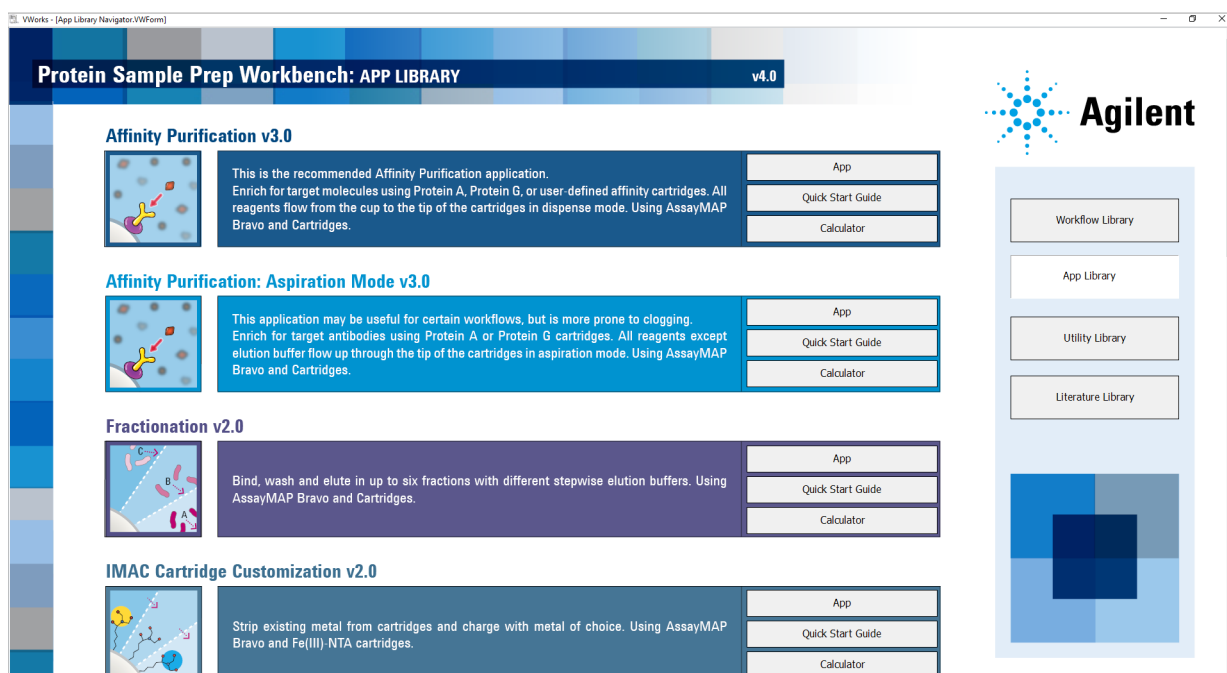 VWorks - [App Library Navigator.VWForm]
Protein Sample Prep Workbench: APP LIBRARY
v4.0
Agilent
Affinity Purification v3.0
This is the recommended Affinity Purification application.
Enrich for target molecules using Protein A, Protein G, or user-defined affinity cartridges. All
reagents flow from the cup to the tip of the cartridges in dispense mode. Using AssayMAP
Bravo and Cartridges.
App
Quick Start Guide
Calculator
Affinity Purification: Aspiration Mode v3.0
This application may be useful for certain workflows, but is more prone to clogging.
Enrich for target antibodies using Protein A or Protein G cartridges. All reagents except
elution buffer flow up through the tip of the cartridges in aspiration mode. Using AssayMAP
Bravo and Cartridges.
App
Quick Start Guide
Calculator
Fractionation v2.0
C
B
A
Bind, wash and elute in up to six fractions with different stepwise elution buffers. Using
AssayMAP Bravo and Cartridges.
App
Quick Start Guide
Calculator
IMAC Cartridge Customization v2.0
Strip existing metal from cartridges and charge with metal of choice. Using AssayMAP
Bravo and Fe(III)-NTA cartridges.
App
Quick Start Guide
Calculator
Workflow Library
App Library
Utility Library
Literature Library